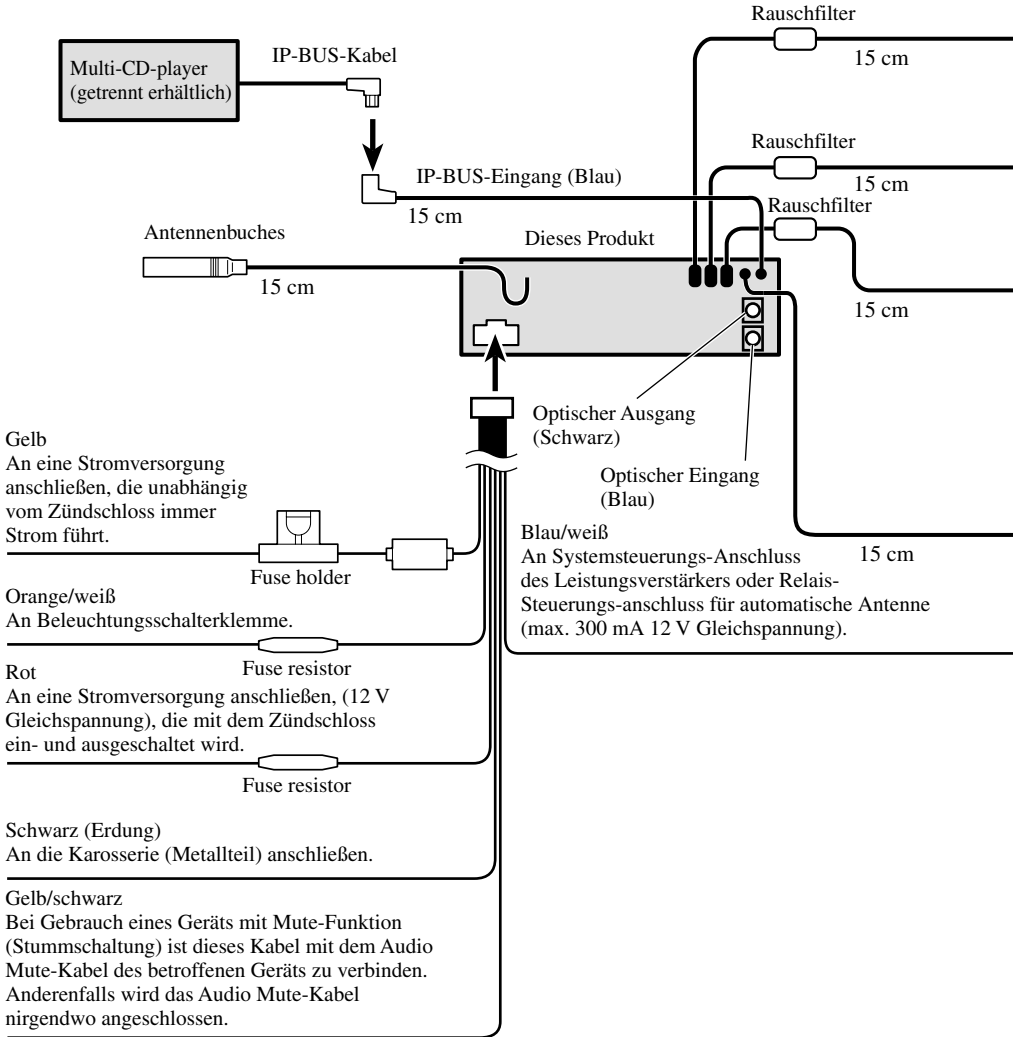 Rauschfilter
15 cm
IP-BUS-Kabel
Multi-CD-player
(getrennt erhältlich)
Rauschfilter
15 cm
IP-BUS-Eingang (Blau)
15 cm
Rauschfilter
15 cm
Antennenbuches
15 cm
Dieses Produkt
Optischer Ausgang
(Schwarz)
Optischer Eingang
(Blau)
Gelb
An eine Stromversorgung
anschließen, die unabhängig
vom Zündschloss immer
Strom führt.
Fuse holder
Blau/weiß
An Systemsteuerungs-Anschluss
des Leistungsverstärkers oder Relais-
Steuerungs-anschluss für automatische Antenne
(max. 300 mA 12 V Gleichspannung).
15 cm
Orange/weiß
An Beleuchtungsschalterklemme.
Fuse resistor
Rot
An eine Stromversorgung anschließen, (12 V
Gleichspannung), die mit dem Zündschloss
ein- und ausgeschaltet wird.
Fuse resistor
Schwarz (Erdung)
An die Karosserie (Metallteil) anschließen.
Gelb/schwarz
Bei Gebrauch eines Geräts mit Mute-Funktion
(Stummschaltung) ist dieses Kabel mit dem Audio
Mute-Kabel des betroffenen Geräts zu verbinden.
Anderenfalls wird das Audio Mute-Kabel
nirgendwo angeschlossen.